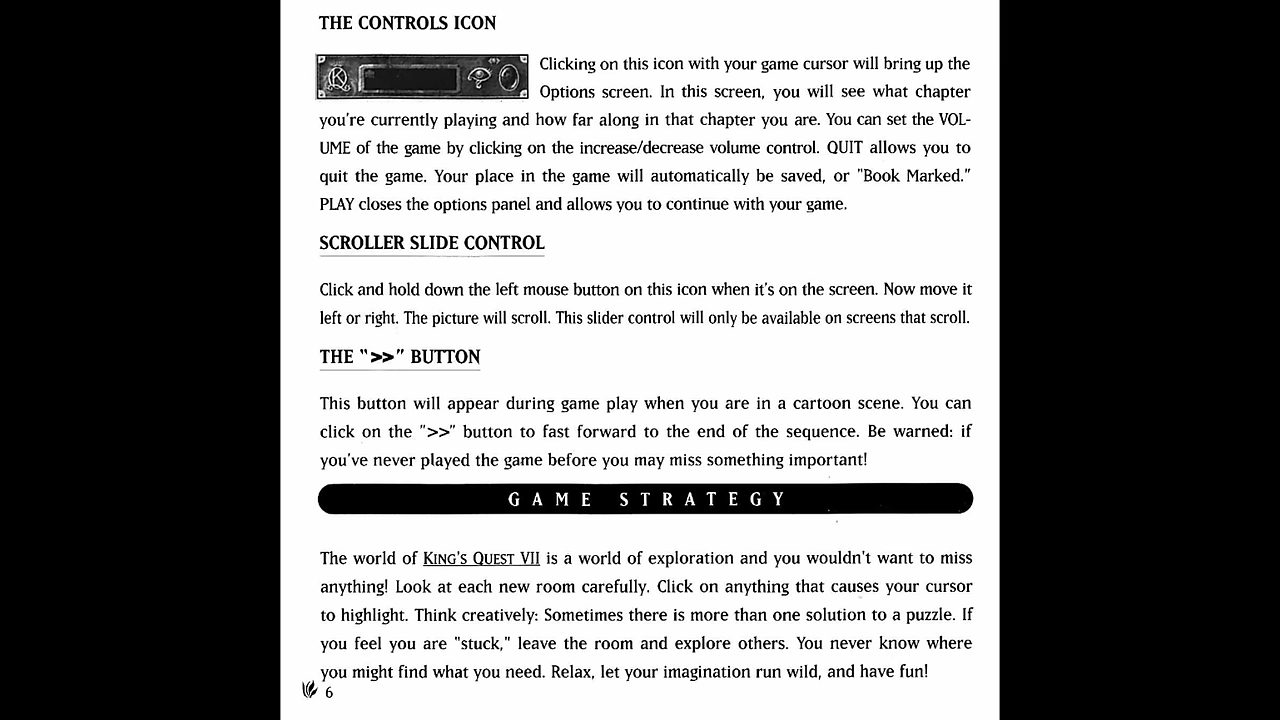 THE CONTROLS ICON
Clicking on this icon with your game cursor will bring up the
Options screen. In this screen, you will see what chapter
you're currently playing and how far along in that chapter you are. You can set the VOL-
UME of the game by clicking on the increase/decrease volume control. QUIT allows you to
quit the game. Your place in the game will automatically be saved, or "Book Marked."
PLAY closes the options panel and allows you to continue with your game.
SCROLLER SLIDE CONTROL
Click and hold down the left mouse button on this icon when it's on the screen. Now move it
left or right. The picture will scroll. This slider control will only be available on screens that scroll.
THE ">>" BUTTON
This button will appear during game play when you are in a cartoon scene. You can
click on the ">>" button to fast forward to the end of the sequence. Be warned: if
you've never played the game before you may miss something important!
GAME STRATEGY
The world of KING'S QUEST VII is a world of exploration and you wouldn't want to miss
anything! Look at each new room carefully. Click on anything that causes your cursor
to highlight. Think creatively: Sometimes there is more than one solution to a puzzle. If
you feel you are "stuck," leave the room and explore others. You never know where
you might find what you need. Relax, let your imagination run wild, and have fun!
6